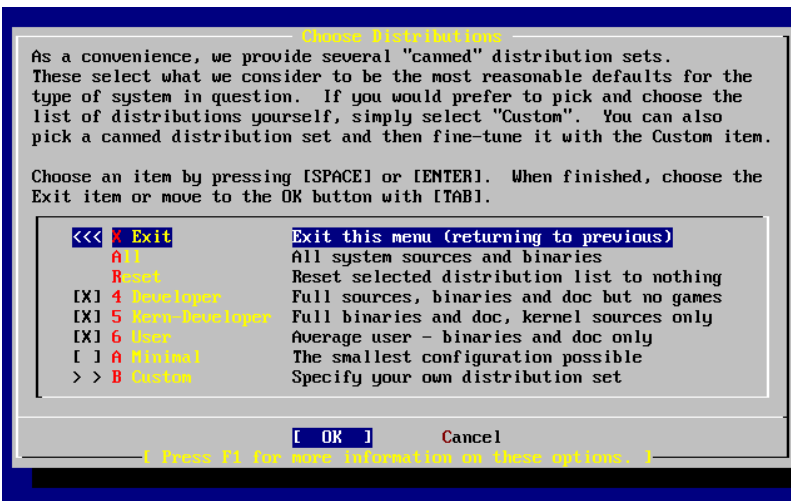 Choose Distributions
As a convenience, we provide several "canned" distribution sets.
These select what we consider to be the most reasonable defaults for the
type of system in question.  If you would prefer to pick and choose the
list of distributions yourself, simply select "Custom".  You can also
pick a canned distribution set and then fine-tune it with the Custom item.
Choose an item by pressing [SPACE] or [ENTER].  When finished, choose the
Exit item or move to the OK button with [TAB].
<<< X Exit Exit this menu (returning to previous)
All All system sources and binaries
Reset Reset selected distribution list to nothing
[X] 4 Developer Full sources, binaries and doc but no games
[X] 5 Kern-Developer Full binaries and doc, kernel sources only
[X] 6 User Average user - binaries and doc only
[ ] A Minimal The smallest configuration possible
> > B Custom Specify your own distribution set
[ OK ] Cancel
[ Press F1 for more information on these options. ]